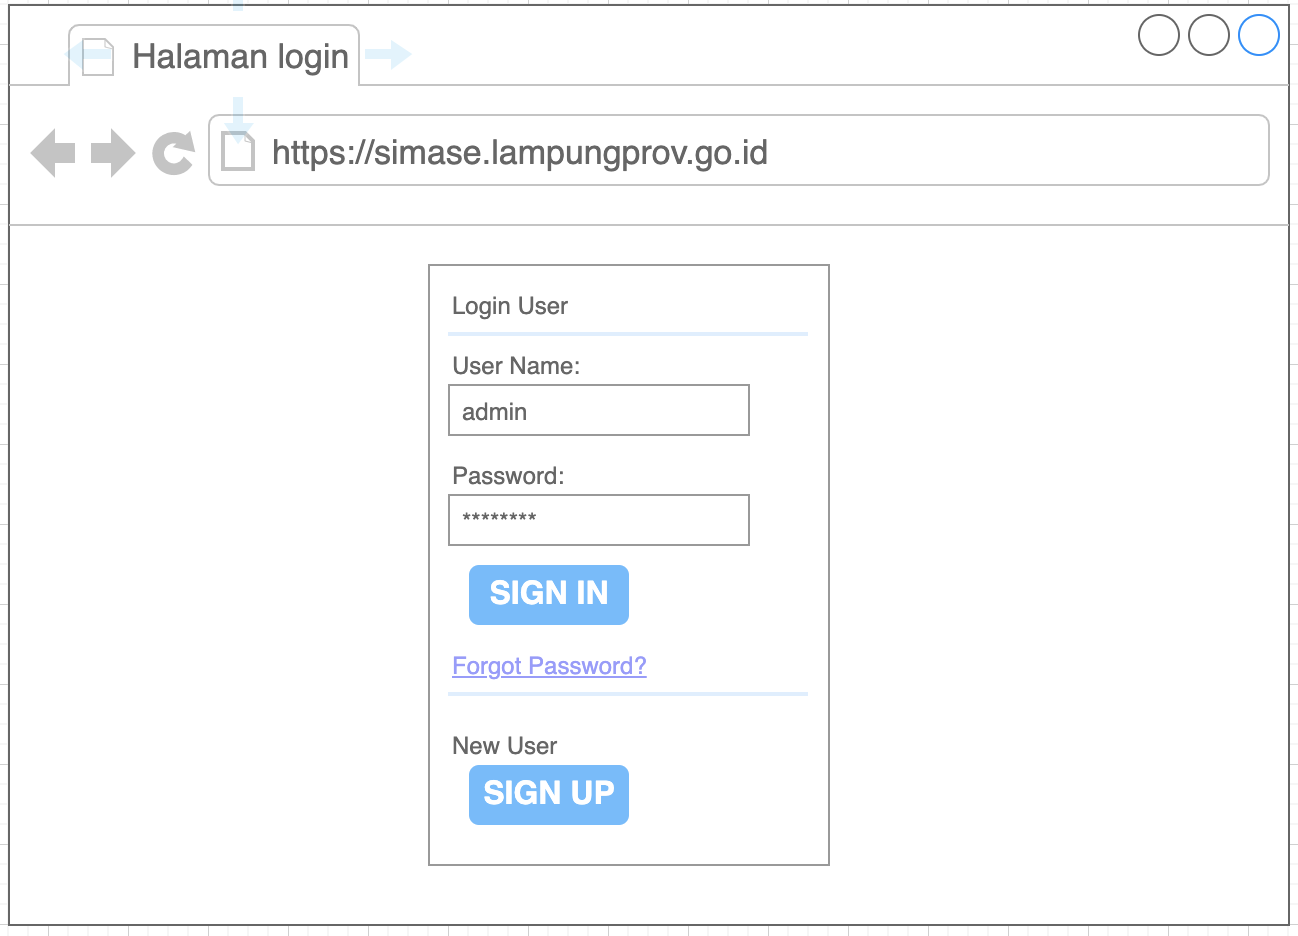 Halaman login
https://simase.lampungprov.go.id
Login User
User Name:
admin
Password:
********
SIGN IN
Forgot Password?
New User
SIGN UP